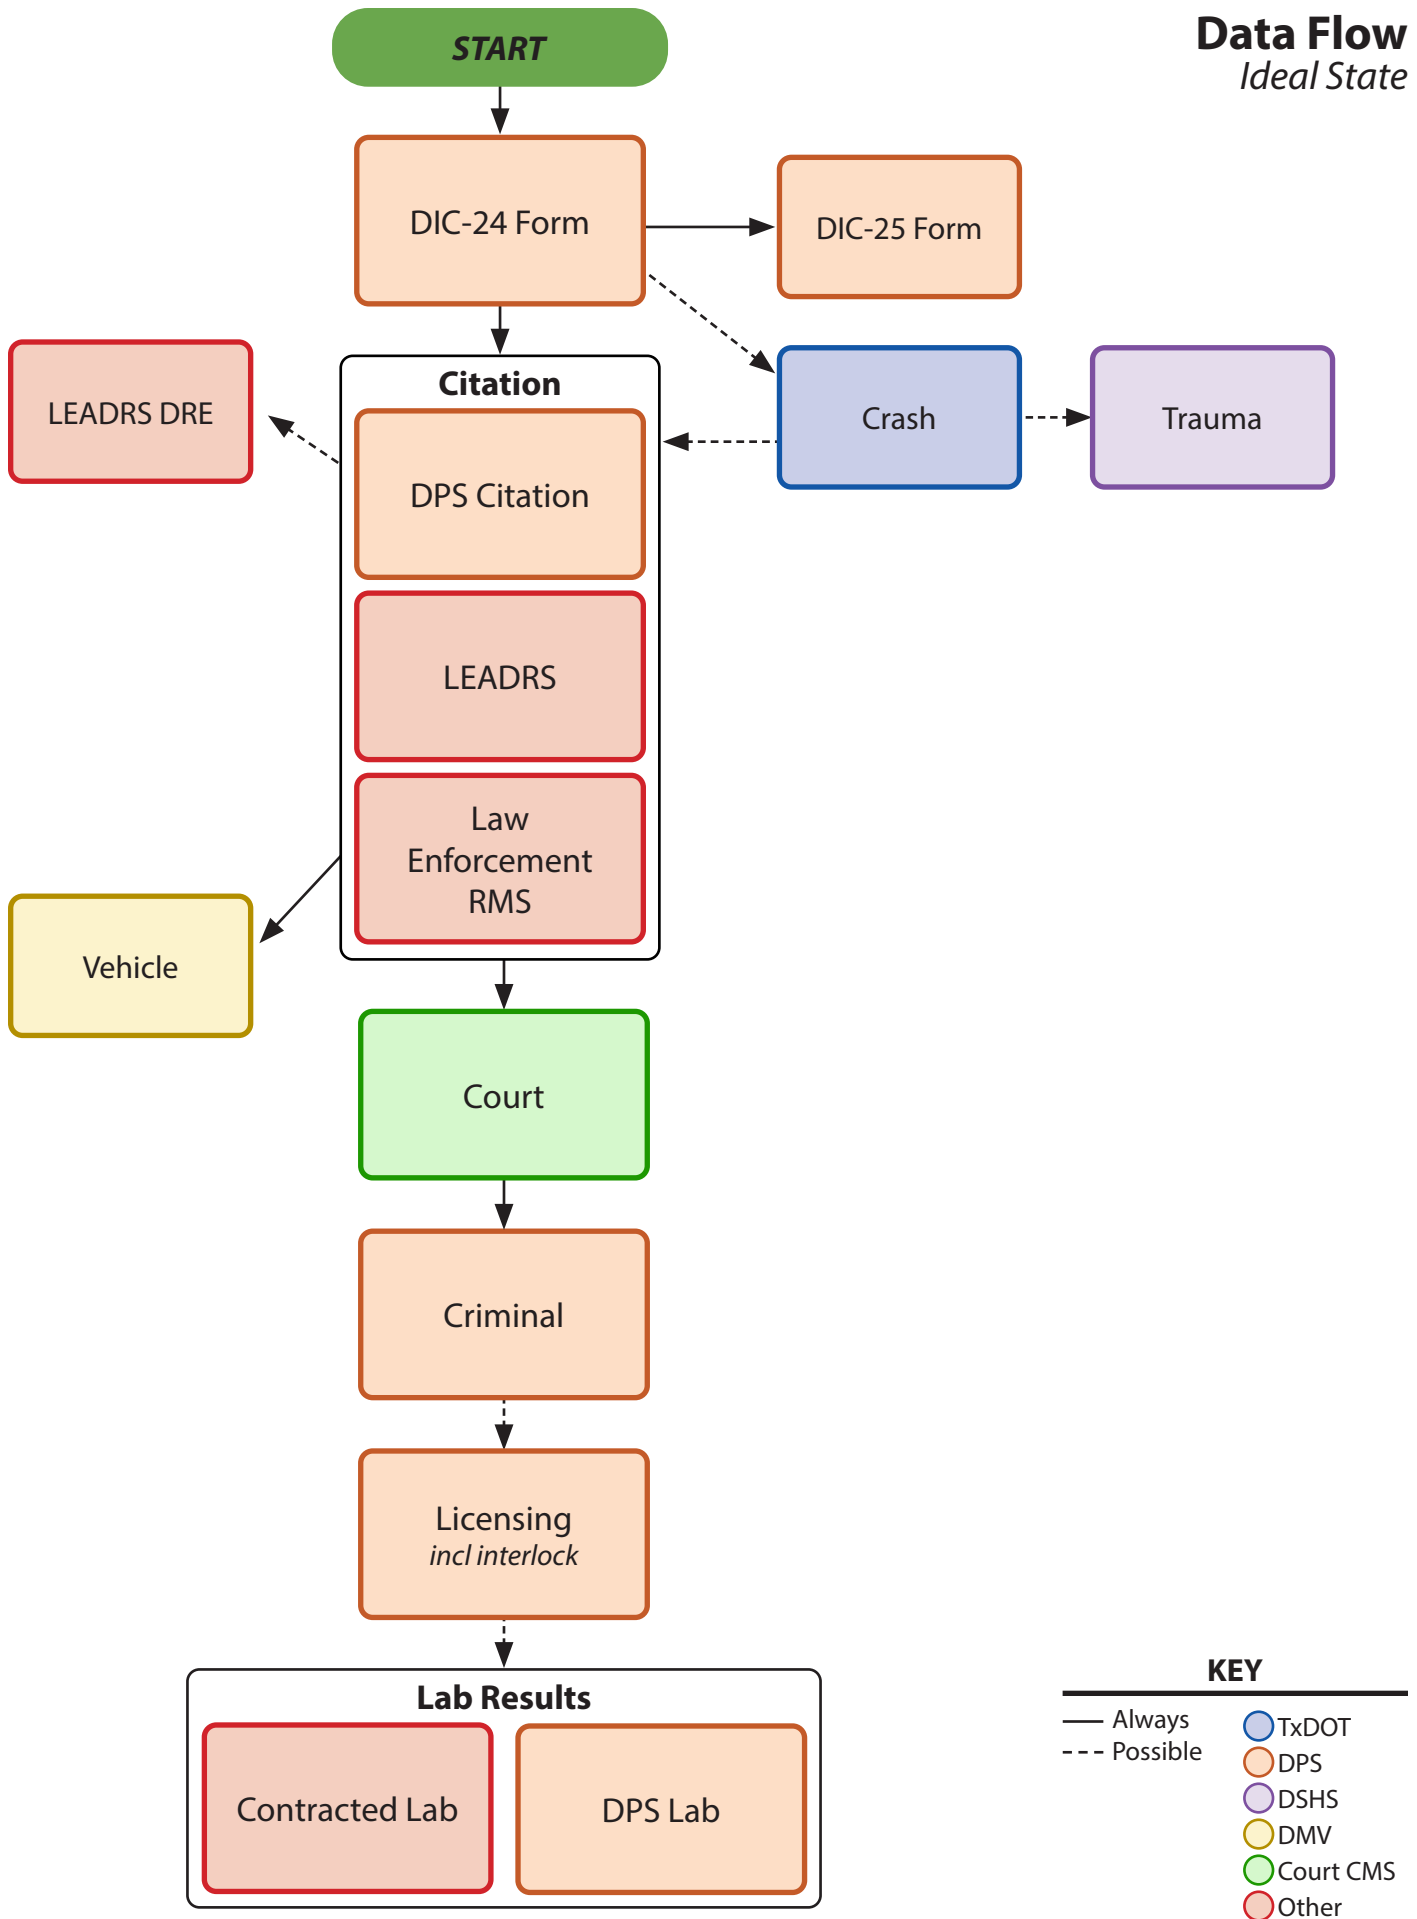 Data Flow
Ideal State
START
DIC-24 Form
DIC-25 Form
LEADRS DRE
Citation
DPS Citation
Crash
Trauma
LEADRS
Law
Enforcement
RMS
Vehicle
Court
Criminal
Licensing
incl interlock
Lab Results
Contracted Lab
DPS Lab
KEY
Always
Possible
TxDOT
DPS
DSHS
DMV
Court CMS
Other